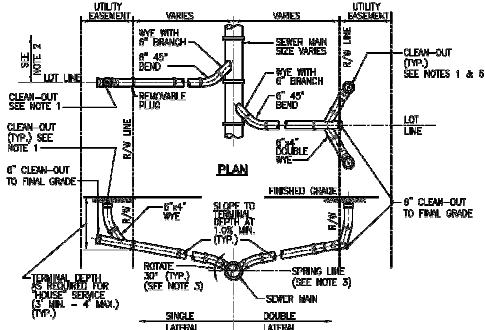 UTILITY
EASEMENT
VARIES
VARIES
UTILITY
EASEMENT
SEE
NOTE 2
WYE WITH
6" BRANCH
6" 45°
BEND
SEWER MAIN
SIZE VARIES
WYE WITH
6" BRANCH
6" 45°
BEND
R/W LINE
CLEAN-OUT
(TYP.)
SEE NOTES 1 & 6
LOT LINE
CLEAN-OUT
SEE NOTE 1
REMOVABLE
PLUG
CLEAN-OUT
(TYP.) SEE
NOTE 1
R/W LINE
LOT
LINE
6"x4"
DOUBLE
WYE
PLAN
6" CLEAN-OUT
TO FINAL GRADE
FINISHED GRADE
R/W
6"x4"
WYE
SLOPE TO
TERMINAL
DEPTH AT
1.0% MIN.
(TYP.)
R/W
6" CLEAN-OUT
TO FINAL GRADE
TERMINAL DEPTH
AS REQUIRED FOR
"HOUSE" SERVICE
(3' MIN. - 4' MAX.)
(TYP.)
ROTATE
30° (TYP.)
(SEE NOTE 3)
SPRING LINE
(SEE NOTE 3)
SEWER MAIN
SINGLE
LATERAL
DOUBLE
LATERAL